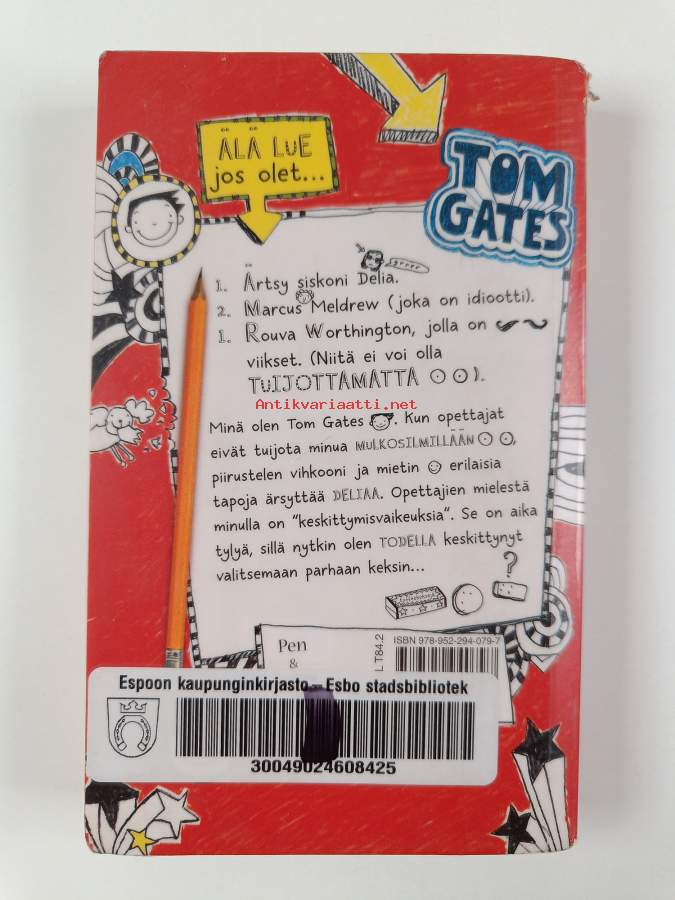 ÄLÄ LUE
jos olet...
TOM
GATES
grrrr
1. Ärtsy siskoni Delia.
2. Marcus Meldrew (joka on idiootti).
1. Rouva Worthington, jolla on
viikset. (Niitä ei voi olla
TUIJOTTAMATTA).
Antikvariaatti.net
Minä olen Tom Gates. Kun opettajat
eivät tuijota minua MULKOSILMILLÄÄN,
piirustelen vihkooni ja mietin erilaisia
tapoja ärsyttää DELIAA. Opettajien mielestä
minulla on "keskittymisvaikeuksia". Se on aika
tylyä, sillä nytkin olen TODELLA keskittynyt
valitsemaan parhaan keksin...
?
Pen
&
L T84.2
ISBN 978-952-294-079-7
Espoon kaupunginkirjasto – Esbo stadsbibliotek
30049024608425